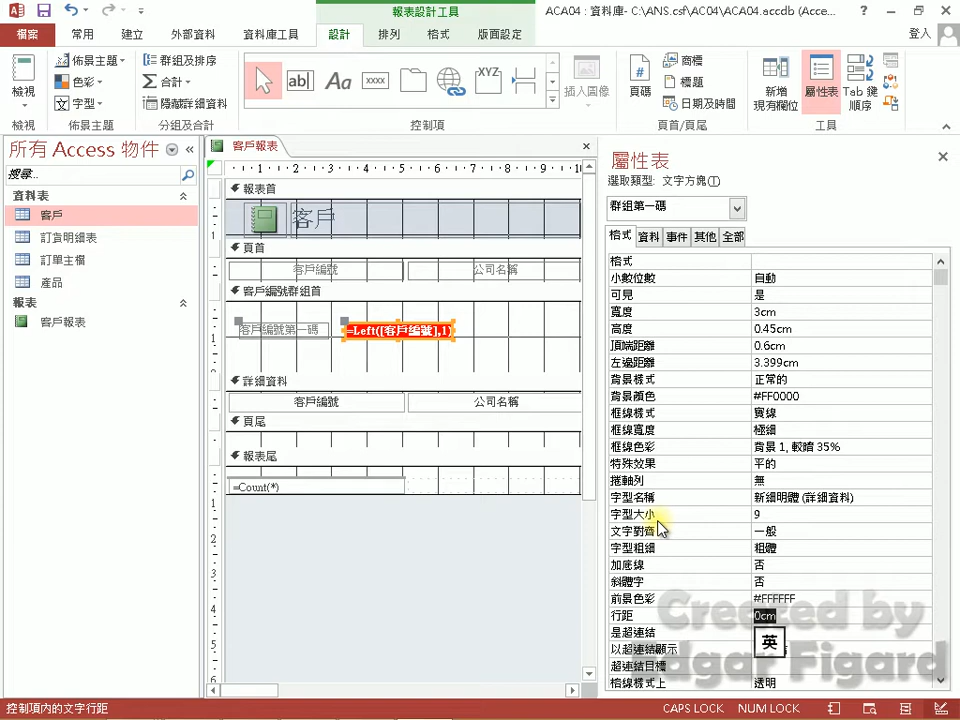 報表設計工具
ACA04 : 資料庫- C:\ANS.csf\AC04\ACA04.accdb (Acce...
檔案 常用 建立 外部資料 資料庫工具 設計 排列 格式 版面設定 登入
檢視
佈景主題
色彩
字型
群組及排序
合計
隱藏詳細資料
ab|
Aa
xxxx
XYZ
插入圖像
頁碼
商標
標題
日期及時間
新增
現有欄位
屬性表
Tab 鍵
順序
檢視 佈景主題 分組及合計 控制項 頁首/頁尾 工具
所有 Access 物件
搜尋...
資料表
客戶
訂貨明細表
訂單主檔
產品
報表
客戶報表
客戶報表
報表首
客戶
頁首
客戶編號 公司名稱
客戶編號群組首
客戶編號第一碼 =Left([客戶編號],1)
詳細資料
客戶編號 公司名稱
頁尾
報表尾
=Count(*)
屬性表
選取類型: 文字方塊(T)
群組第一碼
格式 資料 事件 其他 全部
格式
小數位數 自動
可見 是
寬度 3cm
高度 0.45cm
頂端距離 0.6cm
左邊距離 3.399cm
背景樣式 正常的
背景顏色 #FF0000
框線樣式 實線
框線寬度 極細
框線色彩 背景 1, 較暗 35%
特殊效果 平的
捲軸列 無
字型名稱 新細明體 (詳細資料)
字型大小 9
文字對齊 一般
字型粗細 粗體
加底線 否
斜體字 否
前景色彩 #FFFFFF
行距 0cm
是超連結
以超連結顯示
超連結目標
格線樣式上 透明
英
Created by
Edgar Figard
控制項內的文字行距
CAPS LOCK NUM LOCK